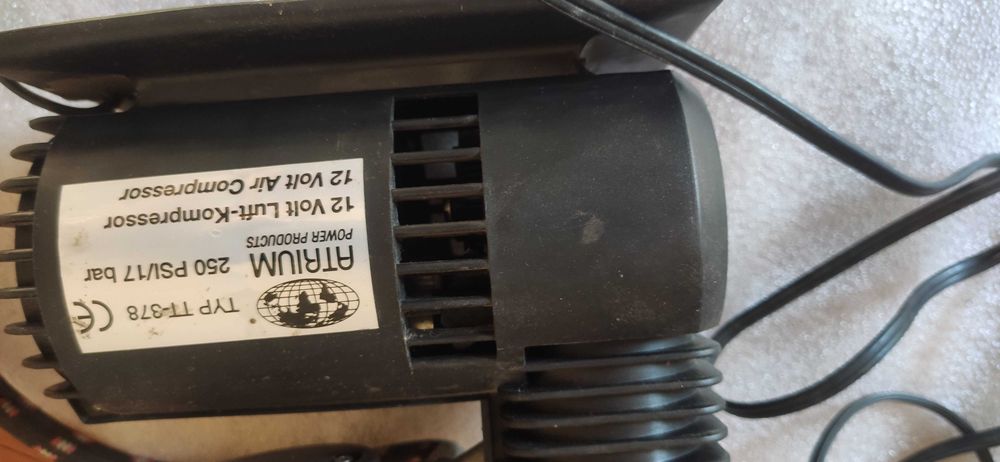 TYP TT-378 CE
250 PSI/17 bar
ATRIUM
POWER PRODUCTS
12 Volt Luft-Kompressor
12 Volt Air Compressor